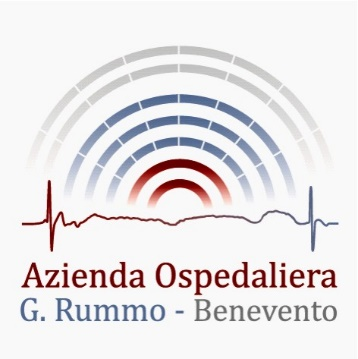 Azienda Ospedaliera
G. Rummo - Benevento